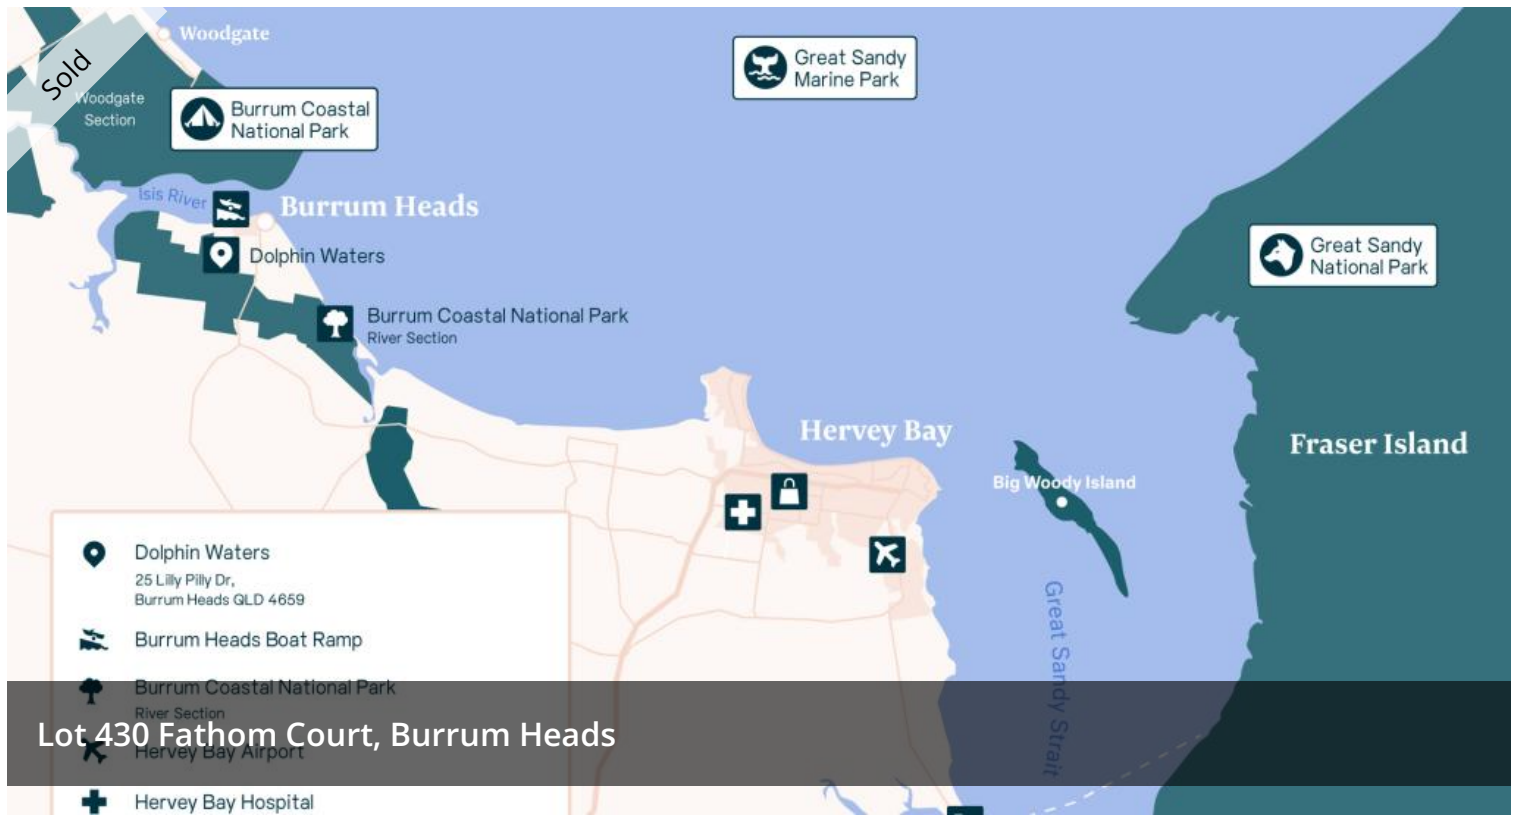 Woodgate
Sold
Woodgate
Section
Burrum Coastal
National Park
Great Sandy
Marine Park
Isis River
Burrum Heads
Dolphin Waters
Great Sandy
National Park
Burrum Coastal National Park
River Section
Hervey Bay
Fraser Island
Big Woody Island
Great Sandy Strait
Dolphin Waters
25 Lilly Pilly Dr,
Burrum Heads QLD 4659
Burrum Heads Boat Ramp
Burrum Coastal National Park
River Section
Lot 430 Fathom Court, Burrum Heads
Hervey Bay Airport
Hervey Bay Hospital